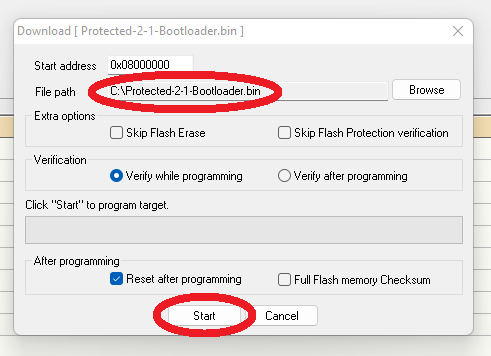 Download [ Protected-2-1-Bootloader.bin ]
Start address 0x08000000
File path C:\Protected-2-1-Bootloader.bin Browse
Extra options
Skip Flash Erase Skip Flash Protection verification
Verification
Verify while programming Verify after programming
Click "Start" to program target.
After programming
Reset after programming Full Flash memory Checksum
Start Cancel